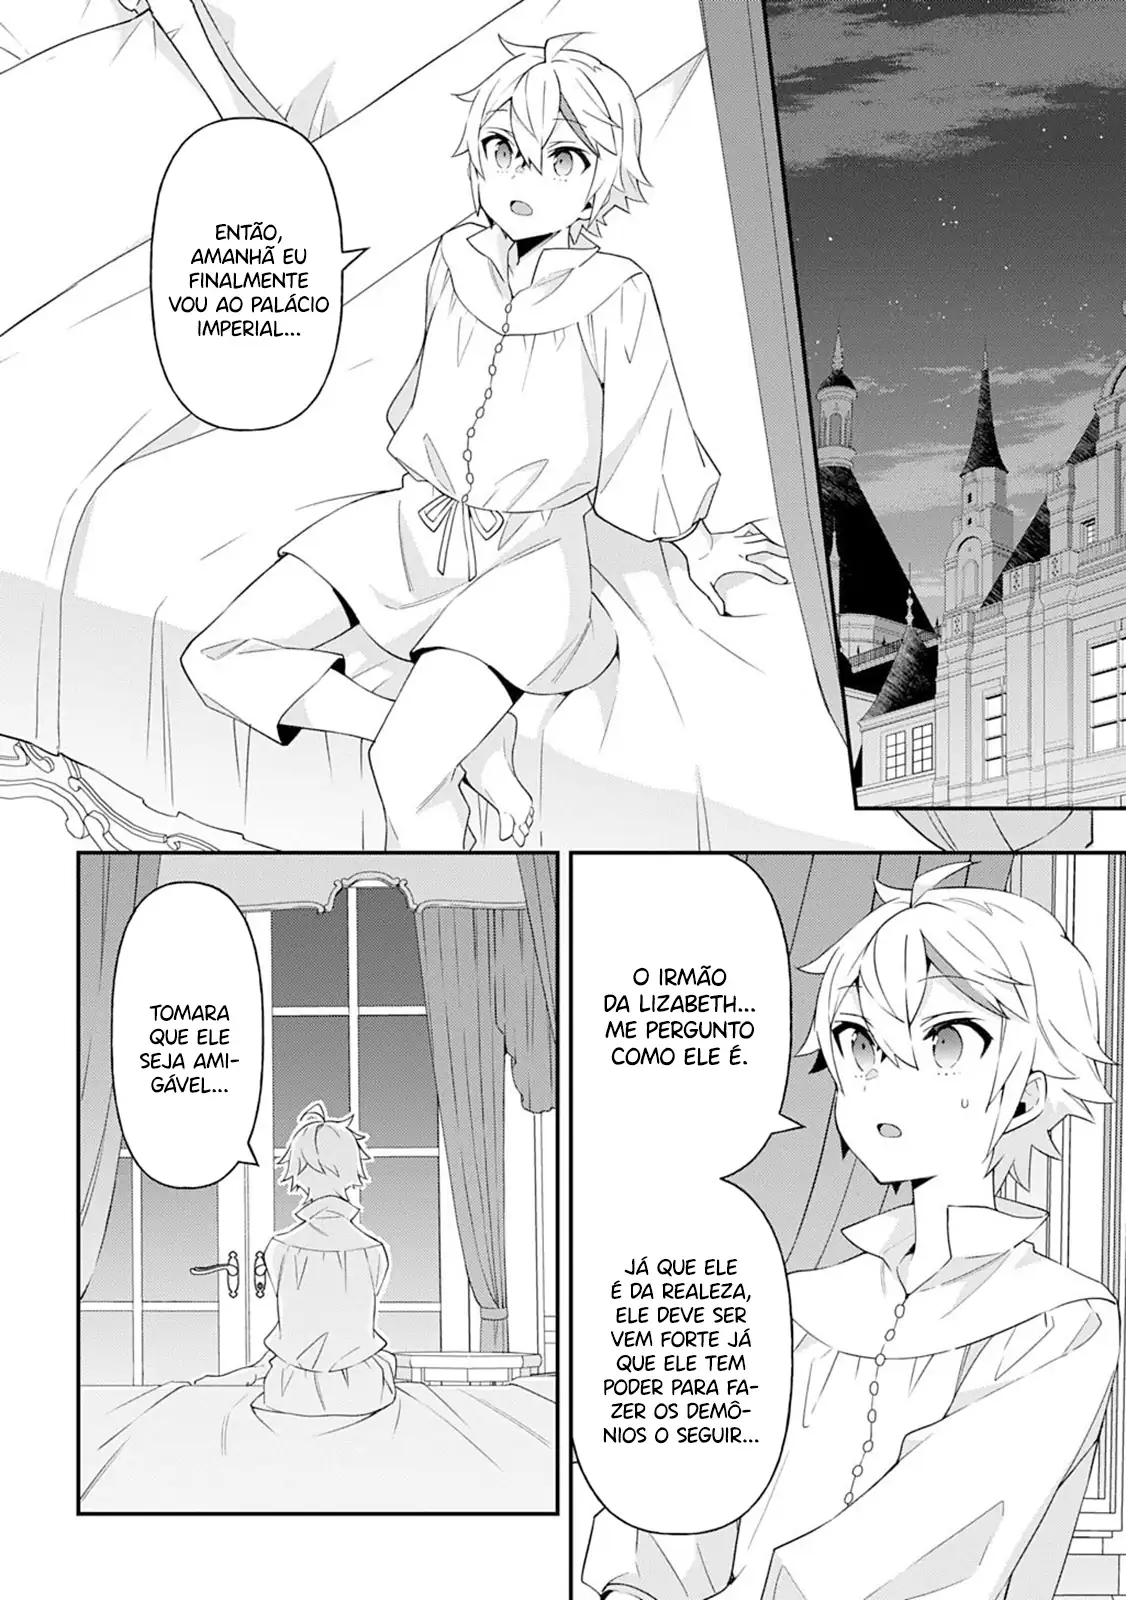 ENTÃO,
AMANHÃ EU
FINALMENTE
VOU AO PALÁCIO
IMPERIAL...
O IRMÃO
DA LIZABETH...
ME PERGUNTO
COMO ELE É.
JÁ QUE ELE
É DA REALEZA,
ELE DEVE SER
VEM FORTE JÁ
QUE ELE TEM
PODER PARA FA-
ZER OS DEMÔ-
NIOS O SEGUIR...
TOMARA
QUE ELE
SEJA AMI-
GÁVEL...